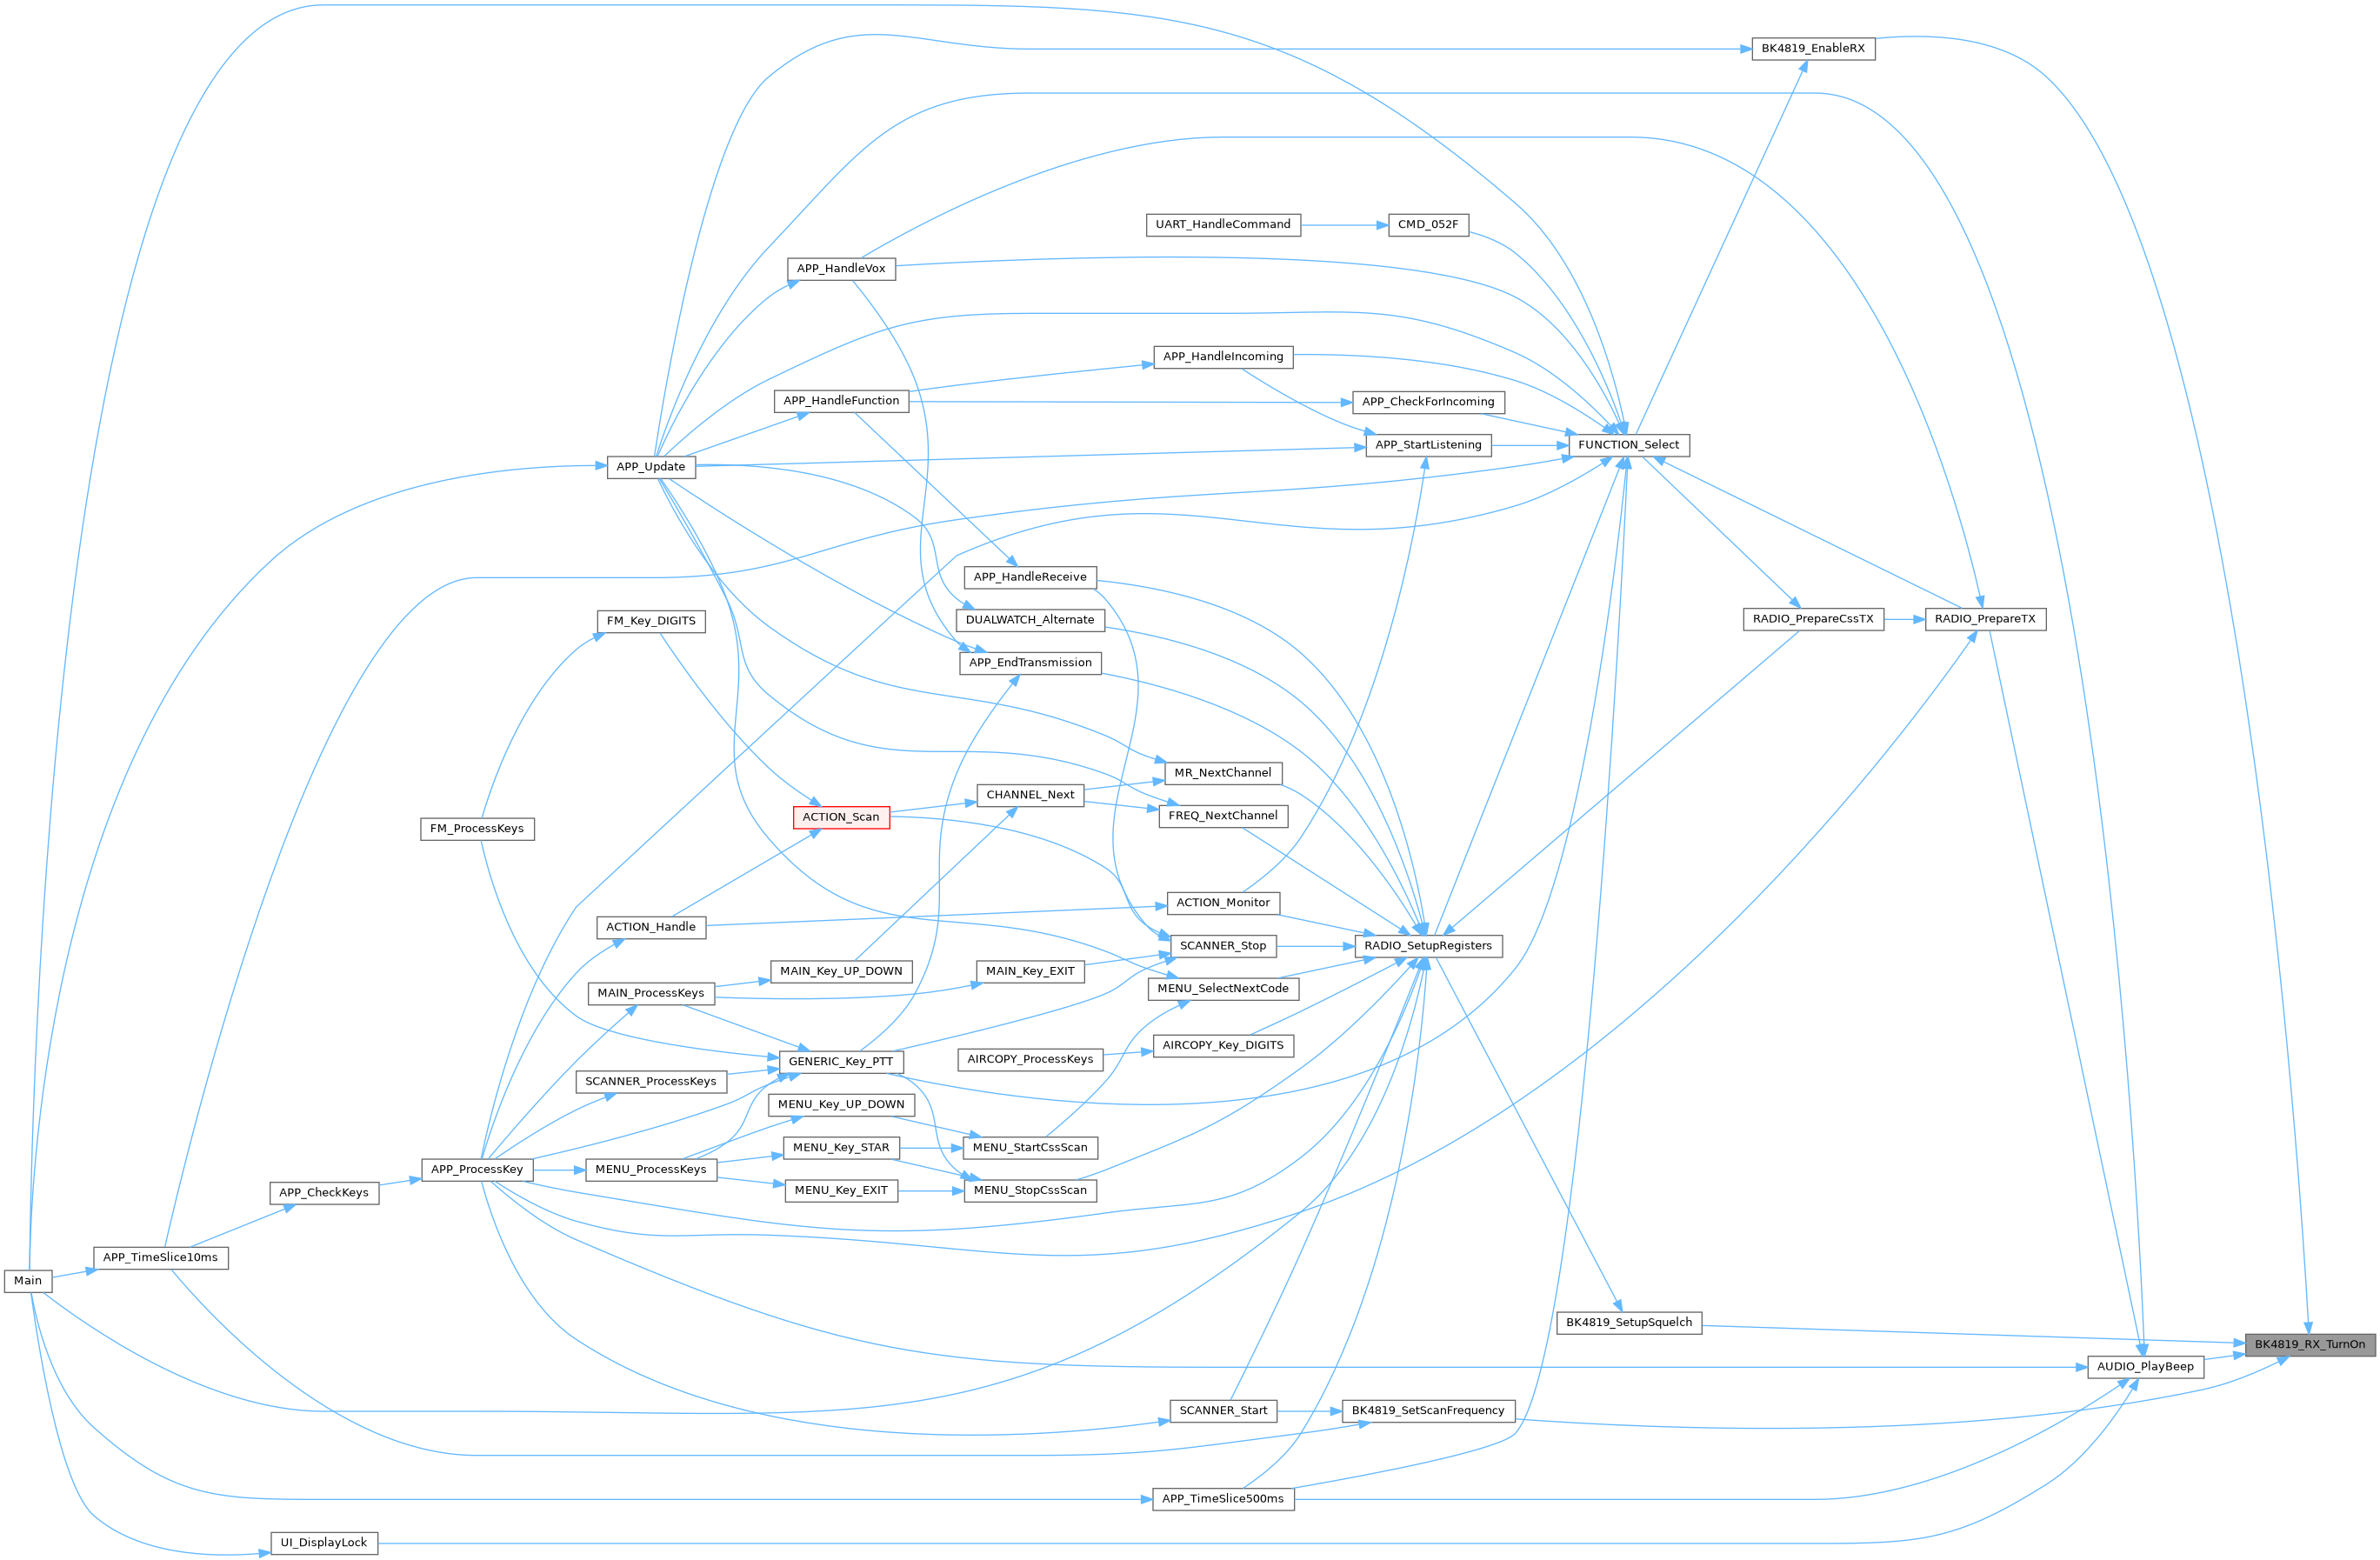 BK4819_EnableRX
UART_HandleCommand
CMD_052F
APP_HandleVox
APP_HandleIncoming
APP_HandleFunction
APP_CheckForIncoming
APP_StartListening
FUNCTION_Select
APP_Update
APP_HandleReceive
FM_Key_DIGITS
DUALWATCH_Alternate
RADIO_PrepareCssTX
RADIO_PrepareTX
APP_EndTransmission
MR_NextChannel
CHANNEL_Next
ACTION_Scan
FREQ_NextChannel
FM_ProcessKeys
ACTION_Monitor
ACTION_Handle
SCANNER_Stop
RADIO_SetupRegisters
MAIN_Key_UP_DOWN
MAIN_Key_EXIT
MAIN_ProcessKeys
MENU_SelectNextCode
AIRCOPY_Key_DIGITS
AIRCOPY_ProcessKeys
GENERIC_Key_PTT
SCANNER_ProcessKeys
MENU_Key_UP_DOWN
MENU_Key_STAR
MENU_StartCssScan
APP_ProcessKey
MENU_ProcessKeys
APP_CheckKeys
MENU_Key_EXIT
MENU_StopCssScan
APP_TimeSlice10ms
Main
BK4819_SetupSquelch
BK4819_RX_TurnOn
AUDIO_PlayBeep
SCANNER_Start
BK4819_SetScanFrequency
APP_TimeSlice500ms
UI_DisplayLock